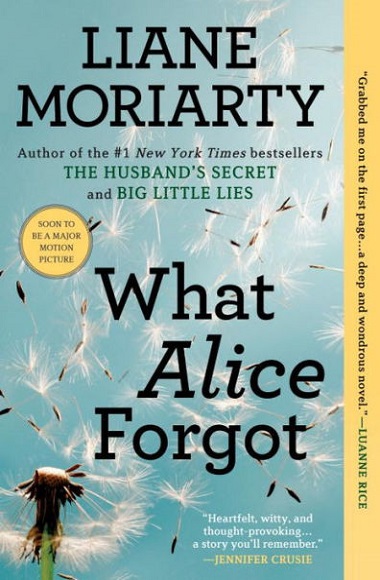 LIANE
MORIARTY
Author of the #1 New York Times bestsellers
THE HUSBAND'S SECRET
and BIG LITTLE LIES
SOON TO
BE A MAJOR
MOTION
PICTURE
What
Alice
Forgot
"Heartfelt, witty, and
thought-provoking...
a story you'll remember."
—JENNIFER CRUSIE
"Grabbed me on the first page...a deep and wondrous novel."—LUANNE RICE